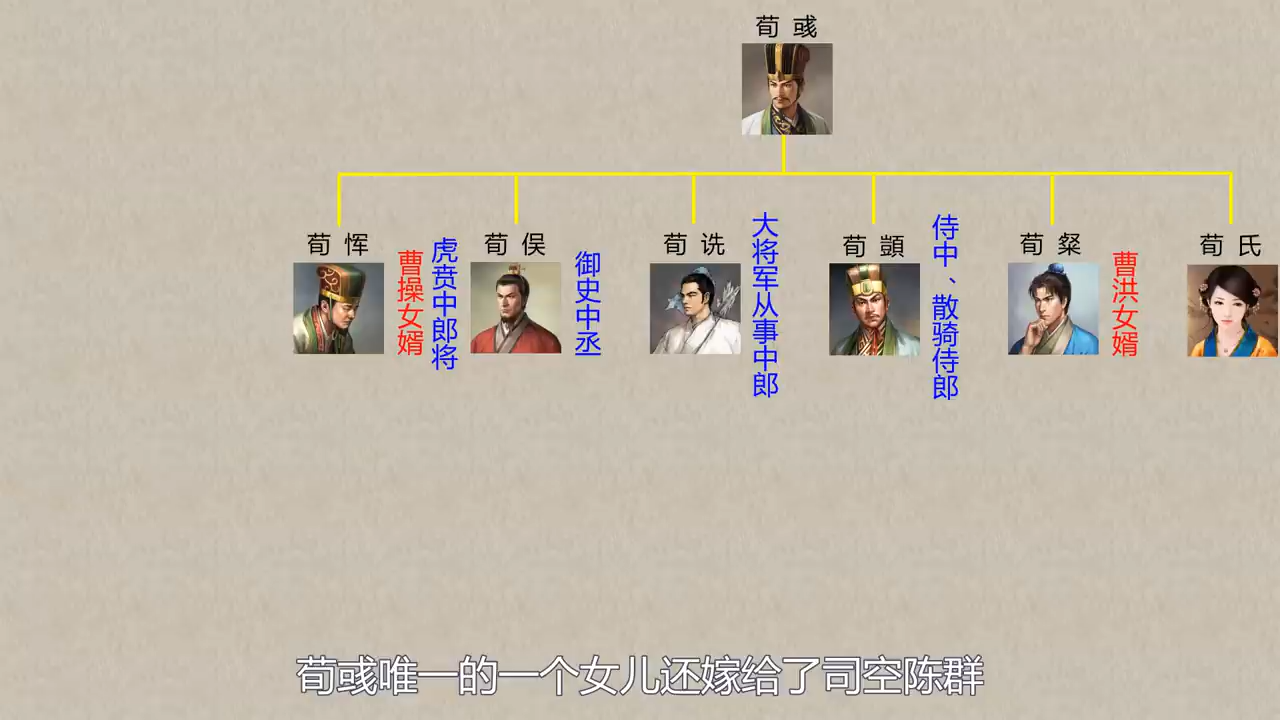 荀 彧
荀 恽
曹操女婿
虎贲中郎将
荀 俣
御史中丞
荀 诜
大将军从事中郎
荀 顗
侍中、散骑侍郎
荀 粲
曹洪女婿
荀 氏
荀彧唯一的一个女儿还嫁给了司空陈群